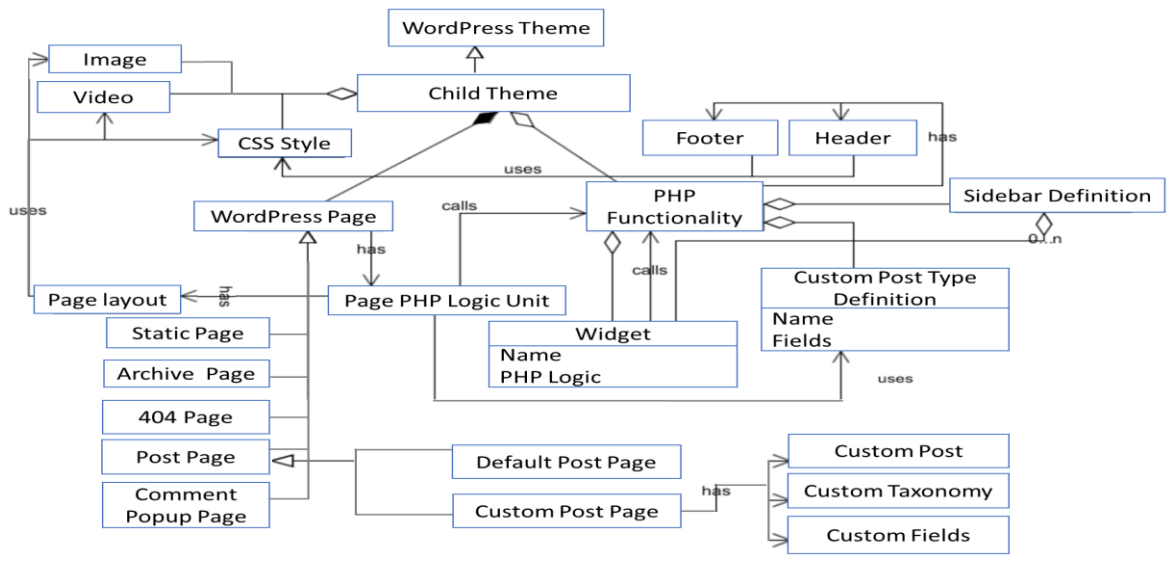 WordPress Theme
Image
Video
Child Theme
CSS Style
Footer
Header
has
uses
PHP
Functionality
Sidebar Definition
calls
uses
WordPress Page
has
calls
0...n
Page layout
has
Page PHP Logic Unit
Custom Post Type
Definition
Name
Fields
Static Page
Widget
Name
PHP Logic
Archive Page
uses
404 Page
Post Page
Default Post Page
Custom Post
Comment
Popup Page
Custom Post Page
has
Custom Taxonomy
Custom Fields